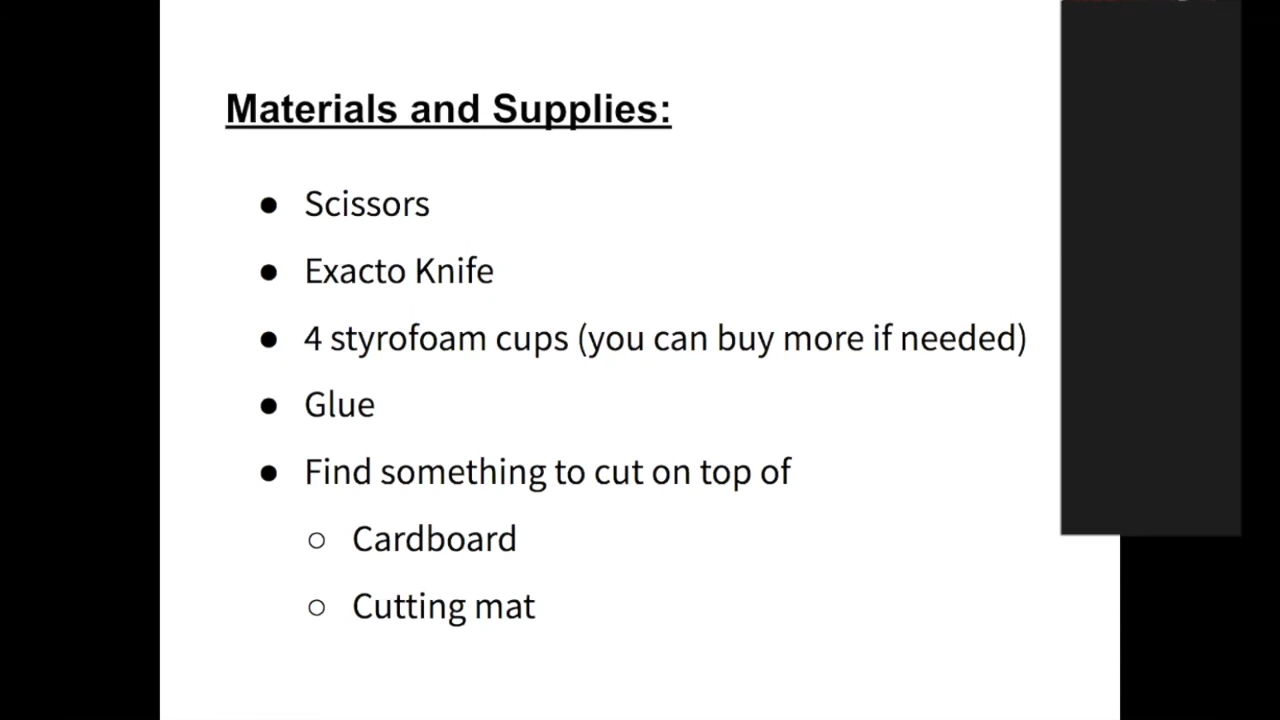 Materials and Supplies:
● Scissors
● Exacto Knife
● 4 styrofoam cups (you can buy more if needed)
● Glue
● Find something to cut on top of
○ Cardboard
○ Cutting mat